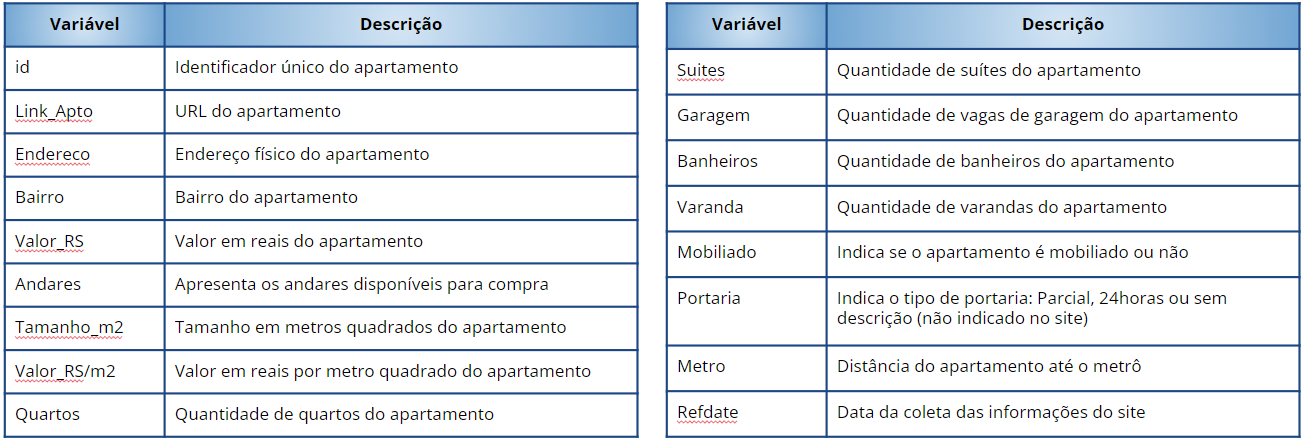 Variável Descrição
id Identificador único do apartamento
Link_Apto URL do apartamento
Endereco Endereço físico do apartamento
Bairro Bairro do apartamento
Valor_RS Valor em reais do apartamento
Andares Apresenta os andares disponíveis para compra
Tamanho_m2 Tamanho em metros quadrados do apartamento
Valor_RS/m2 Valor em reais por metro quadrado do apartamento
Quartos Quantidade de quartos do apartamento
Variável Descrição
Suites Quantidade de suítes do apartamento
Garagem Quantidade de vagas de garagem do apartamento
Banheiros Quantidade de banheiros do apartamento
Varanda Quantidade de varandas do apartamento
Mobiliado Indica se o apartamento é mobiliado ou não
Portaria Indica o tipo de portaria: Parcial, 24horas ou sem
descrição (não indicado no site)
Metro Distância do apartamento até o metrô
Refdate Data da coleta das informações do site